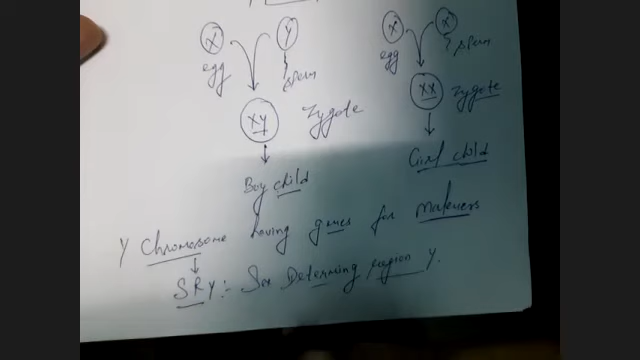 X Y X X
egg sperm egg sperm
XY Zygote XX Zygote
Boy child Girl child
Y Chromosome having genes for maleness
SRY:- Sex Determining region Y.